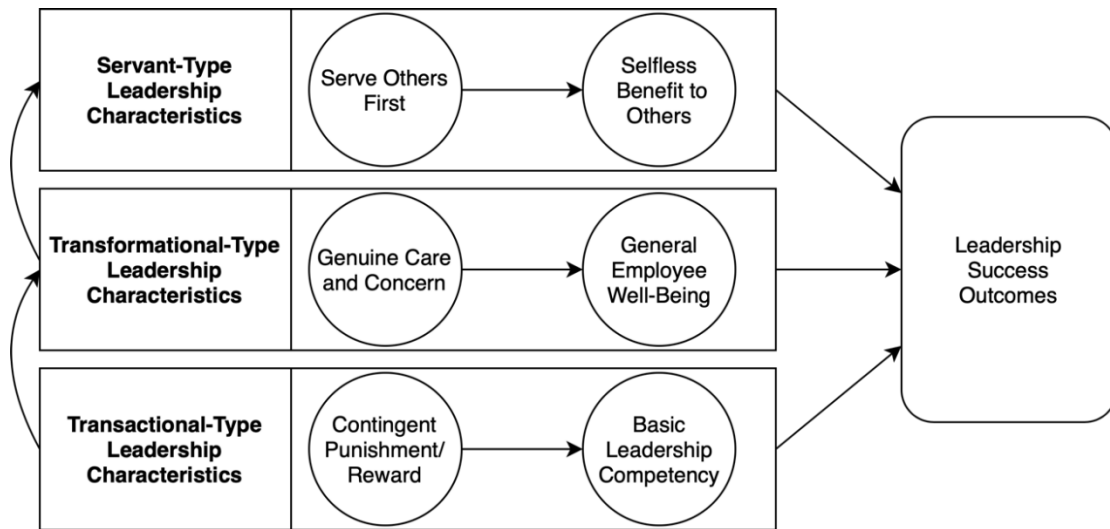 Servant-Type
Leadership
Characteristics
Serve Others
First
Selfless
Benefit to
Others
Transformational-Type
Leadership
Characteristics
Genuine Care
and Concern
General
Employee
Well-Being
Transactional-Type
Leadership
Characteristics
Contingent
Punishment/
Reward
Basic
Leadership
Competency
Leadership
Success
Outcomes